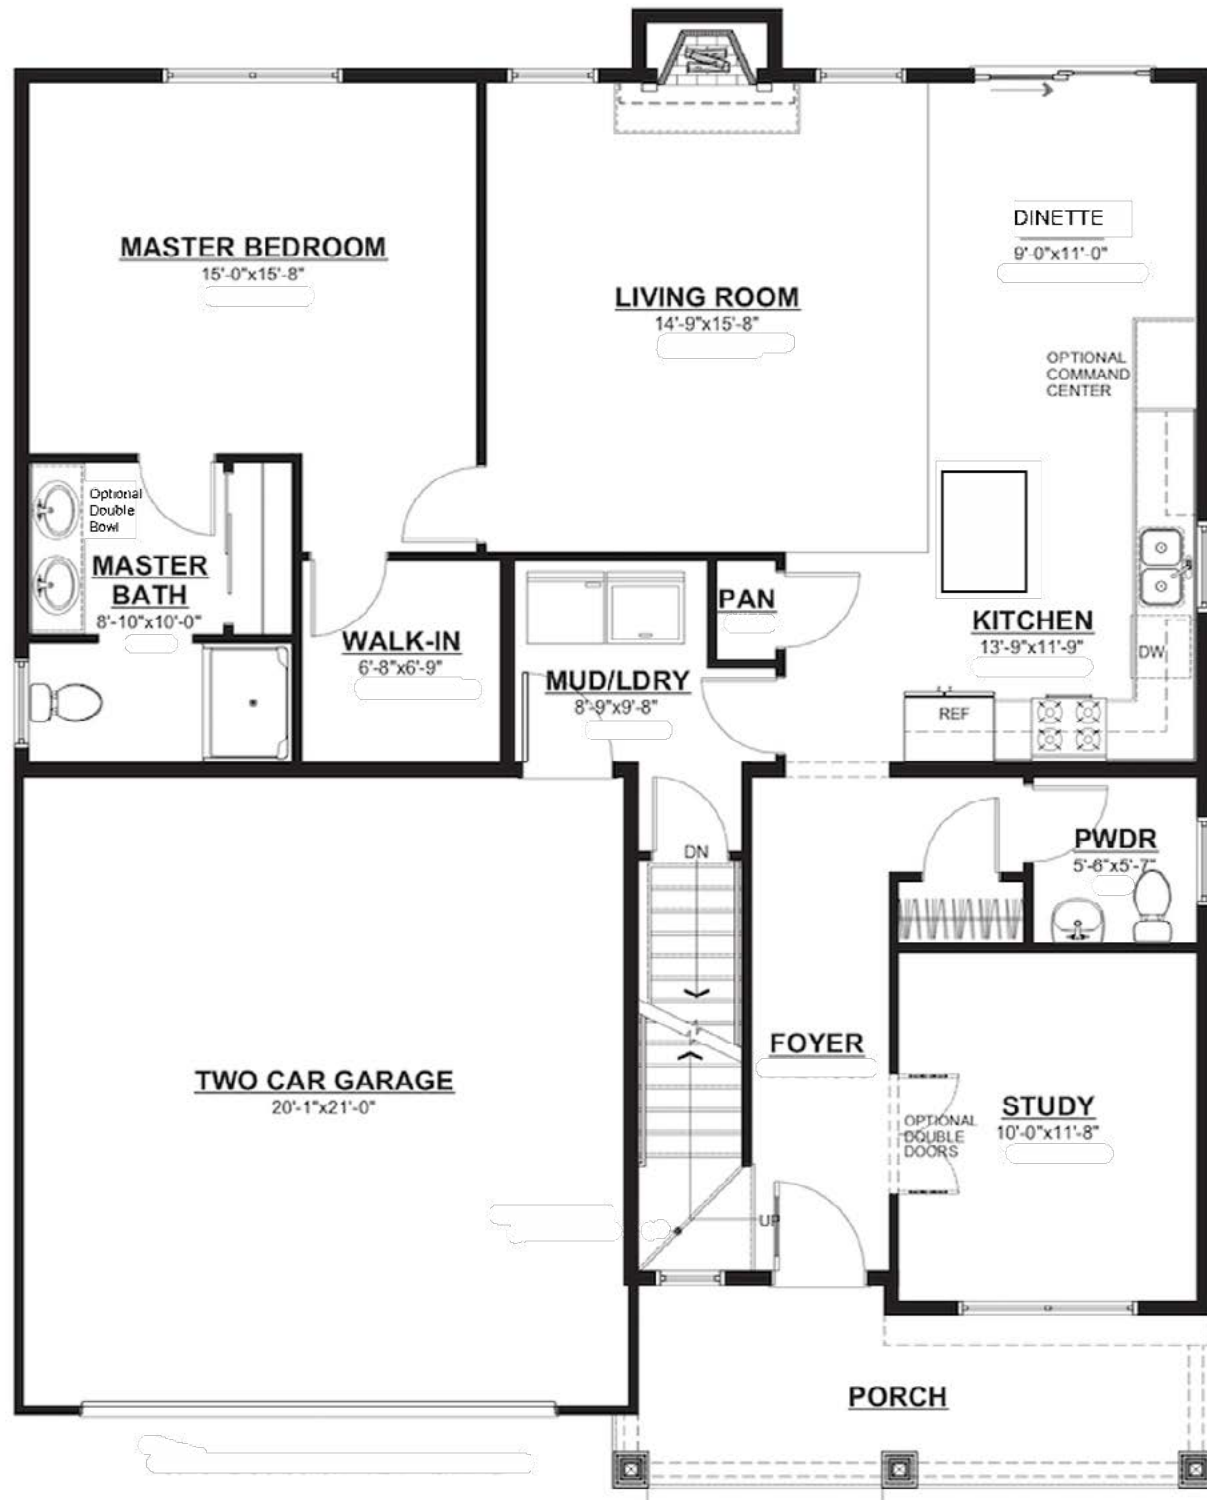 MASTER BEDROOM
15'-0"x15'-8"
LIVING ROOM
14'-9"x15'-8"
DINETTE
9'-0"x11'-0"
OPTIONAL
COMMAND
CENTER
Optional
Double
Bowl
MASTER
BATH
8'-10"x10'-0"
WALK-IN
6'-8"x6'-9"
PAN
MUD/LDRY
8'-9"x9'-8"
KITCHEN
13'-9"x11'-9"
DW
REF
DN
PWDR
5'-6"x5'-7"
FOYER
TWO CAR GARAGE
20'-1"x21'-0"
STUDY
10'-0"x11'-8"
OPTIONAL
DOUBLE
DOORS
UP
PORCH